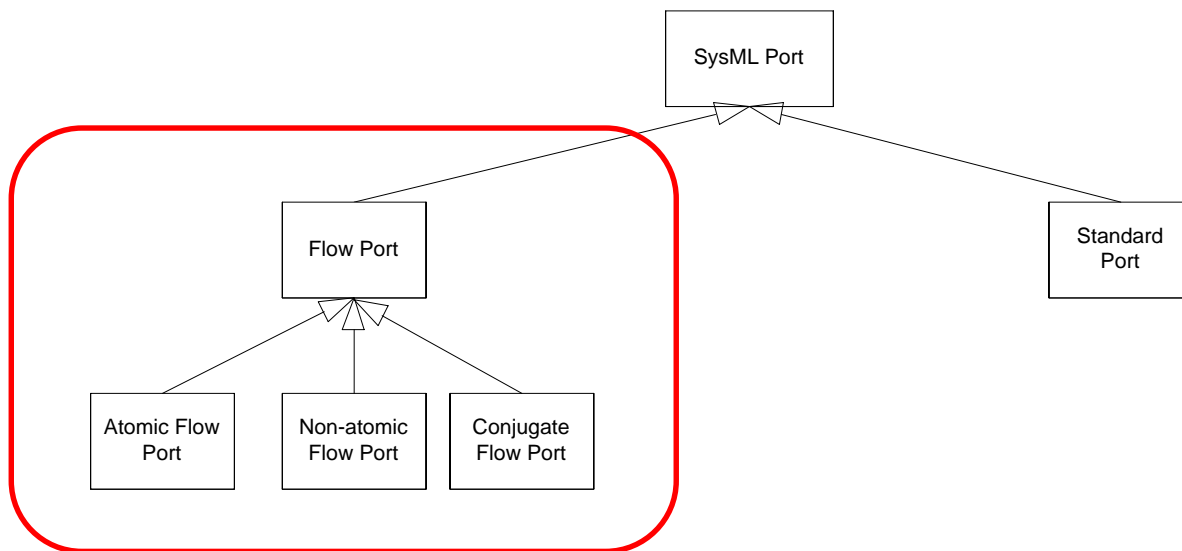 SysML Port
Flow Port
Standard
Port
Atomic Flow
Port
Non-atomic
Flow Port
Conjugate
Flow Port